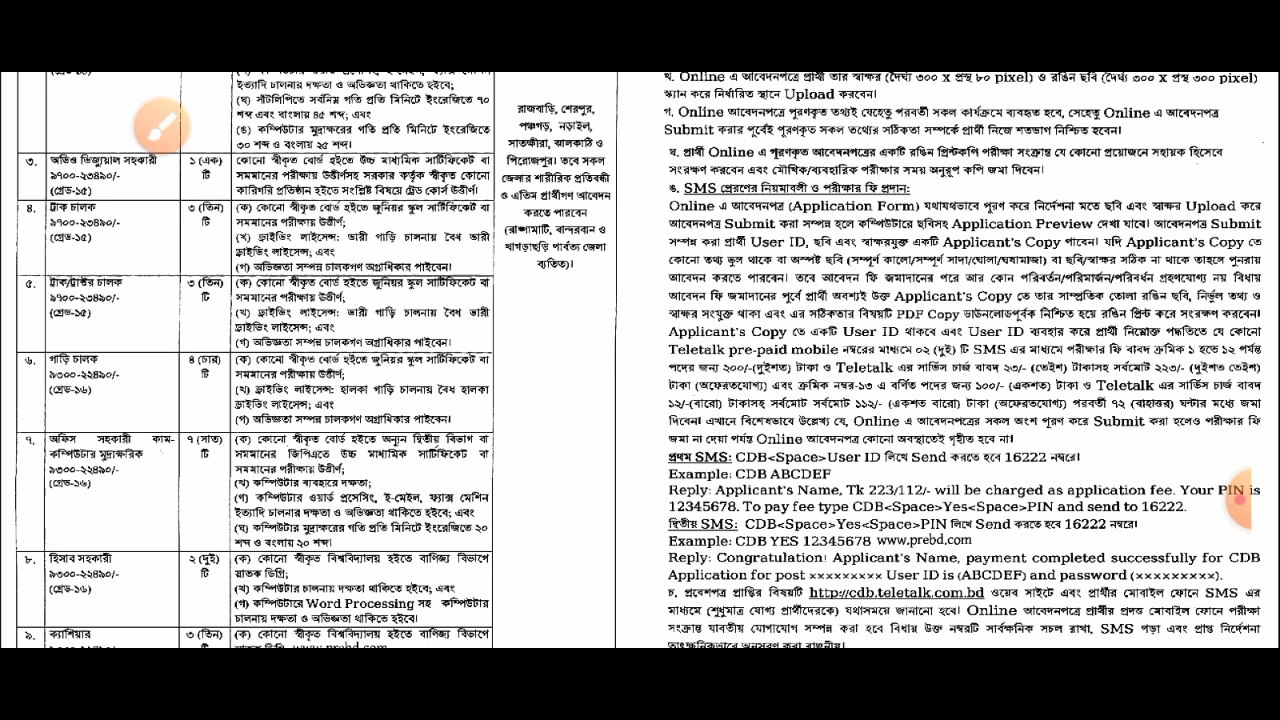 ইত্যাদি চালনার দক্ষতা ও অভিজ্ঞতা থাকিতে হইবে;
(ঘ) সাঁটলিপিতে সর্বনিম্ন গতি প্রতি মিনিটে ইংরেজিতে ৭০
শব্দ এবং বাংলায় ৪৫ শব্দ; এবং
(ঙ) কম্পিউটার মুদ্রাক্ষরের গতি প্রতি মিনিটে ইংরেজিতে
৩০ শব্দ ও বাংলায় ২৫ শব্দ।
৩. অডিও ভিজ্যুয়াল সহকারী ১ (এক) কোনো স্বীকৃত বোর্ড হইতে উচ্চ মাধ্যমিক সার্টিফিকেট বা
৯৭০০-২৩৪৯০/- টি সমমানের পরীক্ষায় উত্তীর্ণসহ সরকার কর্তৃক স্বীকৃত কোনো
(গ্রেড-১৫) কারিগরি প্রতিষ্ঠান হইতে সংশ্লিষ্ট বিষয়ে ট্রেড কোর্স উত্তীর্ণ।
৪. ট্রাক চালক ৩ (তিন) (ক) কোনো স্বীকৃত বোর্ড হইতে জুনিয়র স্কুল সার্টিফিকেট বা
৯৭০০-২৩৪৯০/- টি সমমানের পরীক্ষায় উত্তীর্ণ;
(গ্রেড-১৫) (খ) ড্রাইভিং লাইসেন্স: ভারী গাড়ি চালনায় বৈধ ভারী
ড্রাইভিং লাইসেন্স; এবং
(গ) অভিজ্ঞতা সম্পন্ন চালকগণ অগ্রাধিকার পাইবেন।
৫. ট্রাক/ট্রাক্টর চালক ৩ (তিন) (ক) কোনো স্বীকৃত বোর্ড হইতে জুনিয়র স্কুল সার্টিফিকেট বা
৯৭০০-২৩৪৯০/- টি সমমানের পরীক্ষায় উত্তীর্ণ;
(গ্রেড-১৫) (খ) ড্রাইভিং লাইসেন্স: ভারী গাড়ি চালনায় বৈধ ভারী
ড্রাইভিং লাইসেন্স; এবং
(গ) অভিজ্ঞতা সম্পন্ন চালকগণ অগ্রাধিকার পাইবেন।
৬. গাড়ি চালক ৪ (চার) (ক) কোনো স্বীকৃত বোর্ড হইতে জুনিয়র স্কুল সার্টিফিকেট বা
৯৩০০-২২৪৯০/- টি সমমানের পরীক্ষায় উত্তীর্ণ;
(গ্রেড-১৬) (খ) ড্রাইভিং লাইসেন্স: হালকা গাড়ি চালনায় বৈধ হালকা
ড্রাইভিং লাইসেন্স; এবং
(গ) অভিজ্ঞতা সম্পন্ন চালকগণ অগ্রাধিকার পাইবেন।
৭. অফিস সহকারী কাম- ৭ (সাত) (ক) কোনো স্বীকৃত বোর্ড হইতে অন্যূন দ্বিতীয় বিভাগ বা
কম্পিউটার মুদ্রাক্ষরিক টি সমমানের জিপিএতে উচ্চ মাধ্যমিক সার্টিফিকেট বা
৯৩০০-২২৪৯০/- সমমানের পরীক্ষায় উত্তীর্ণ;
(গ্রেড-১৬) (খ) কম্পিউটার ব্যবহারে দক্ষতা;
(গ) কম্পিউটার ওয়ার্ড প্রসেসিং, ই-মেইল, ফ্যাক্স মেশিন
ইত্যাদি চালনার দক্ষতা ও অভিজ্ঞতা থাকিতে হইবে; এবং
(ঘ) কম্পিউটার মুদ্রাক্ষরের গতি প্রতি মিনিটে ইংরেজিতে ২০
শব্দ ও বাংলায় ২০ শব্দ।
৮. হিসাব সহকারী ২ (দুই) (ক) কোনো স্বীকৃত বিশ্ববিদ্যালয় হইতে বাণিজ্য বিভাগে
৯৩০০-২২৪৯০/- টি স্নাতক ডিগ্রি;
(গ্রেড-১৬) (খ) কম্পিউটার চালনায় দক্ষতা থাকিতে হইবে; এবং
(গ) কম্পিউটারে Word Processing সহ কম্পিউটার
চালনায় দক্ষতা ও অভিজ্ঞতা থাকিতে হইবে।
৯. ক্যাশিয়ার ৩ (তিন) (ক) কোনো স্বীকৃত বিশ্ববিদ্যালয় হইতে বাণিজ্য বিভাগে
রাজবাড়ি, শেরপুর,
পঞ্চগড়, নড়াইল,
সাতক্ষীরা, ঝালকাঠি ও
পিরোজপুর। তবে সকল
জেলার শারীরিক প্রতিবন্ধী
ও এতিম প্রার্থীগণ আবেদন
করতে পারবেন
(রাঙ্গামাটি, বান্দরবান ও
খাগড়াছড়ি পার্বত্য জেলা
ব্যতিত)।
খ. Online এ আবেদনপত্রে প্রার্থী তার স্বাক্ষর (দৈর্ঘ্য ৩০০ x প্রস্থ ৮০ pixel) ও রঙিন ছবি (দৈর্ঘ্য ৩০০ x প্রস্থ ৩০০ pixel)
স্ক্যান করে নির্ধারিত স্থানে Upload করবেন।
গ. Online আবেদনপত্রে পূরণকৃত তথ্যই যেহেতু পরবর্তী সকল কার্যক্রমে ব্যবহৃত হবে, সেহেতু Online এ আবেদনপত্র
Submit করার পূর্বেই পূরণকৃত সকল তথ্যের সঠিকতা সম্পর্কে প্রার্থী নিজে শতভাগ নিশ্চিত হবেন।
ঘ. প্রার্থী Online এ পূরণকৃত আবেদনপত্রের একটি রঙিন প্রিন্টকপি পরীক্ষা সংক্রান্ত যে কোনো প্রয়োজনে সহায়ক হিসেবে
সংরক্ষণ করবেন এবং মৌখিক/ব্যবহারিক পরীক্ষার সময় অনুরূপ কপি জমা দিবেন।
ঙ. SMS প্রেরণের নিয়মাবলী ও পরীক্ষার ফি প্রদান:
Online এ আবেদনপত্র (Application Form) যথাযথভাবে পূরণ করে নির্দেশনা মতে ছবি এবং স্বাক্ষর Upload করে
আবেদনপত্র Submit করা সম্পন্ন হলে কম্পিউটারে ছবিসহ Application Preview দেখা যাবে। আবেদনপত্র Submit
সম্পন্ন করা প্রার্থী User ID, ছবি এবং স্বাক্ষরযুক্ত একটি Applicant's Copy পাবেন। যদি Applicant's Copy তে
কোনো তথ্য ভুল থাকে বা অস্পষ্ট ছবি (সম্পূর্ণ কালো/সম্পূর্ণ সাদা/ঘোলা/ঘষামাজা) বা ছবি/স্বাক্ষর সঠিক না থাকে তাহলে পুনরায়
আবেদন করতে পারবেন। তবে আবেদন ফি জমাদানের পরে আর কোন পরিবর্তন/পরিমার্জন/পরিবর্ধন গ্রহণযোগ্য নয় বিধায়
আবেদন ফি জমাদানের পূর্বে প্রার্থী অবশ্যই উক্ত Applicant's Copy তে তার সাম্প্রতিক তোলা রঙিন ছবি, নির্ভুল তথ্য ও
স্বাক্ষর সংযুক্ত থাকা এবং এর সঠিকতার বিষয়টি PDF Copy ডাউনলোডপূর্বক নিশ্চিত হয়ে রঙিন প্রিন্ট করে সংরক্ষণ করবেন।
Applicant's Copy তে একটি User ID থাকবে এবং User ID ব্যবহার করে প্রার্থী নিম্নোক্ত পদ্ধতিতে যে কোনো
Teletalk pre-paid mobile নম্বরের মাধ্যমে ০২ (দুই) টি SMS এর মাধ্যমে পরীক্ষার ফি বাবদ ক্রমিক ১ হতে ১২ পর্যন্ত
পদের জন্য ২০০/-(দুইশত) টাকা ও Teletalk এর সার্ভিস চার্জ বাবদ ২৩/- (তেইশ) টাকাসহ সর্বমোট ২২৩/- (দুইশত তেইশ)
টাকা (অফেরতযোগ্য) এবং ক্রমিক নম্বর-১৩ এ বর্ণিত পদের জন্য ১০০/- (একশত) টাকা ও Teletalk এর সার্ভিস চার্জ বাবদ
১২/-(বারো) টাকাসহ সর্বমোট সর্বমোট ১১২/- (একশত বারো) টাকা (অফেরতযোগ্য) পরবর্তী ৭২ (বাহাত্তর) ঘন্টার মধ্যে জমা
দিবেন। এখানে বিশেষভাবে উল্লেখ্য যে, Online এ আবেদনপত্রের সকল অংশ পূরণ করে Submit করা হলেও পরীক্ষার ফি
জমা না দেয়া পর্যন্ত Online আবেদনপত্র কোনো অবস্থাতেই গৃহীত হবে না।
প্রথম SMS: CDB<Space>User ID লিখে Send করতে হবে 16222 নম্বরে।
Example: CDB ABCDEF
Reply: Applicant's Name, Tk 223/112/- will be charged as application fee. Your PIN is
12345678. To pay fee type CDB<Space>Yes<Space>PIN and send to 16222.
দ্বিতীয় SMS: CDB<Space>Yes<Space>PIN লিখে Send করতে হবে 16222 নম্বরে।
Example: CDB YES 12345678 www.prebd.com
Reply: Congratulation! Applicant's Name, payment completed successfully for CDB
Application for post xxxxxxxxx User ID is (ABCDEF) and password (xxxxxxxxx).
চ. প্রবেশপত্র প্রাপ্তির বিষয়টি http://cdb.teletalk.com.bd ওয়েব সাইটে এবং প্রার্থীর মোবাইল ফোনে SMS এর
মাধ্যমে (শুধুমাত্র যোগ্য প্রার্থীদেরকে) যথাসময়ে জানানো হবে। Online আবেদনপত্রে প্রার্থীর প্রদত্ত মোবাইল ফোনে পরীক্ষা
সংক্রান্ত যাবতীয় যোগাযোগ সম্পন্ন করা হবে বিধায় উক্ত নম্বরটি সার্বক্ষনিক সচল রাখা, SMS পড়া এবং প্রাপ্ত নির্দেশনা
তাৎক্ষনিকভাবে অনুসরণ করা বাঞ্ছনীয়।